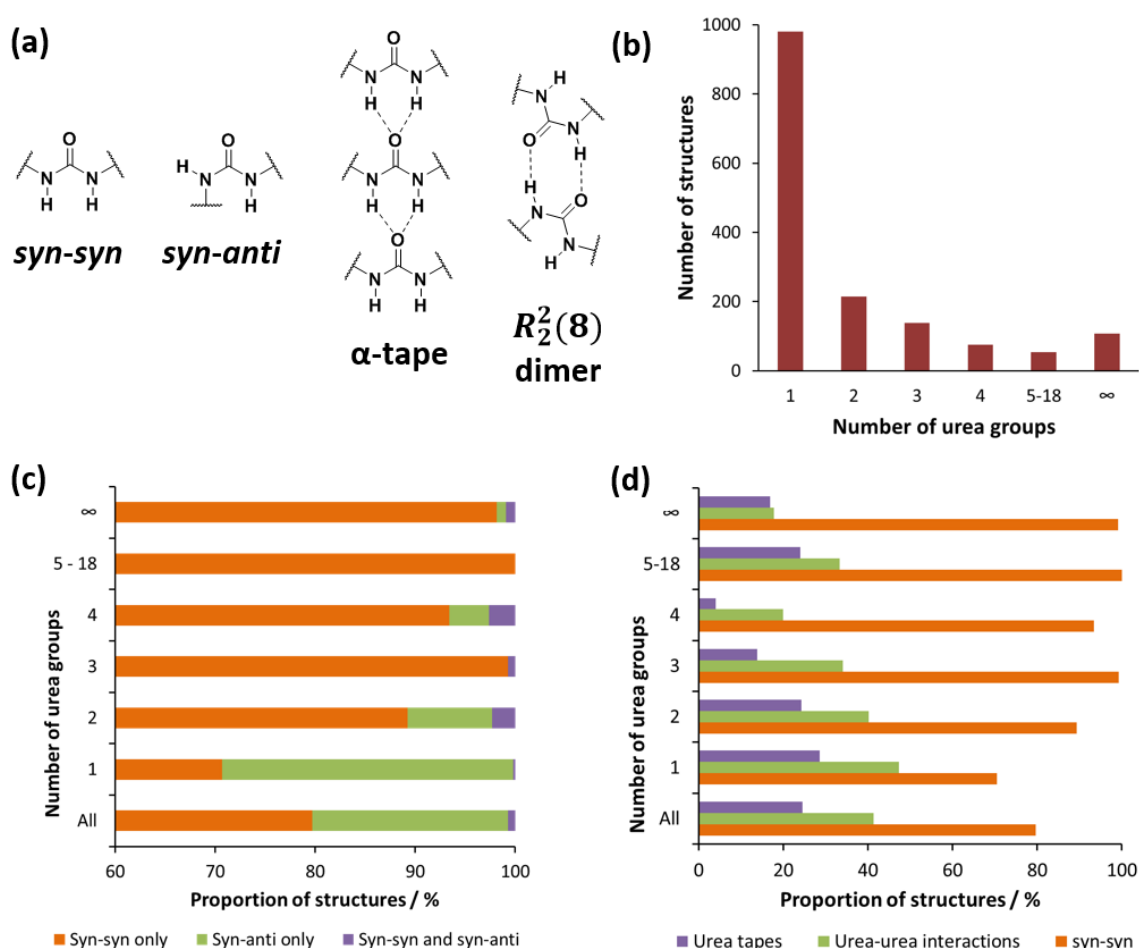 (a)
O
N
N
H
H
syn-syn
O
H
N
N
H
syn-anti
O
N
N
H
H
O
N
N
H
H
O
N
N
H
H
α-tape
H
N
N
O
H
H
O
N
N
H
R₂²(8)
dimer
(b)
Number of structures
1000
800
600
400
200
0
1 2 3 4 5-18 ∞
Number of urea groups
(c)
Number of urea groups
∞
5 - 18
4
3
2
1
All
60 70 80 90 100
Proportion of structures / %
Syn-syn only Syn-anti only Syn-syn and syn-anti
(d)
Number of urea groups
∞
5-18
4
3
2
1
All
0 20 40 60 80 100
Proportion of structures / %
Urea tapes Urea-urea interactions syn-syn